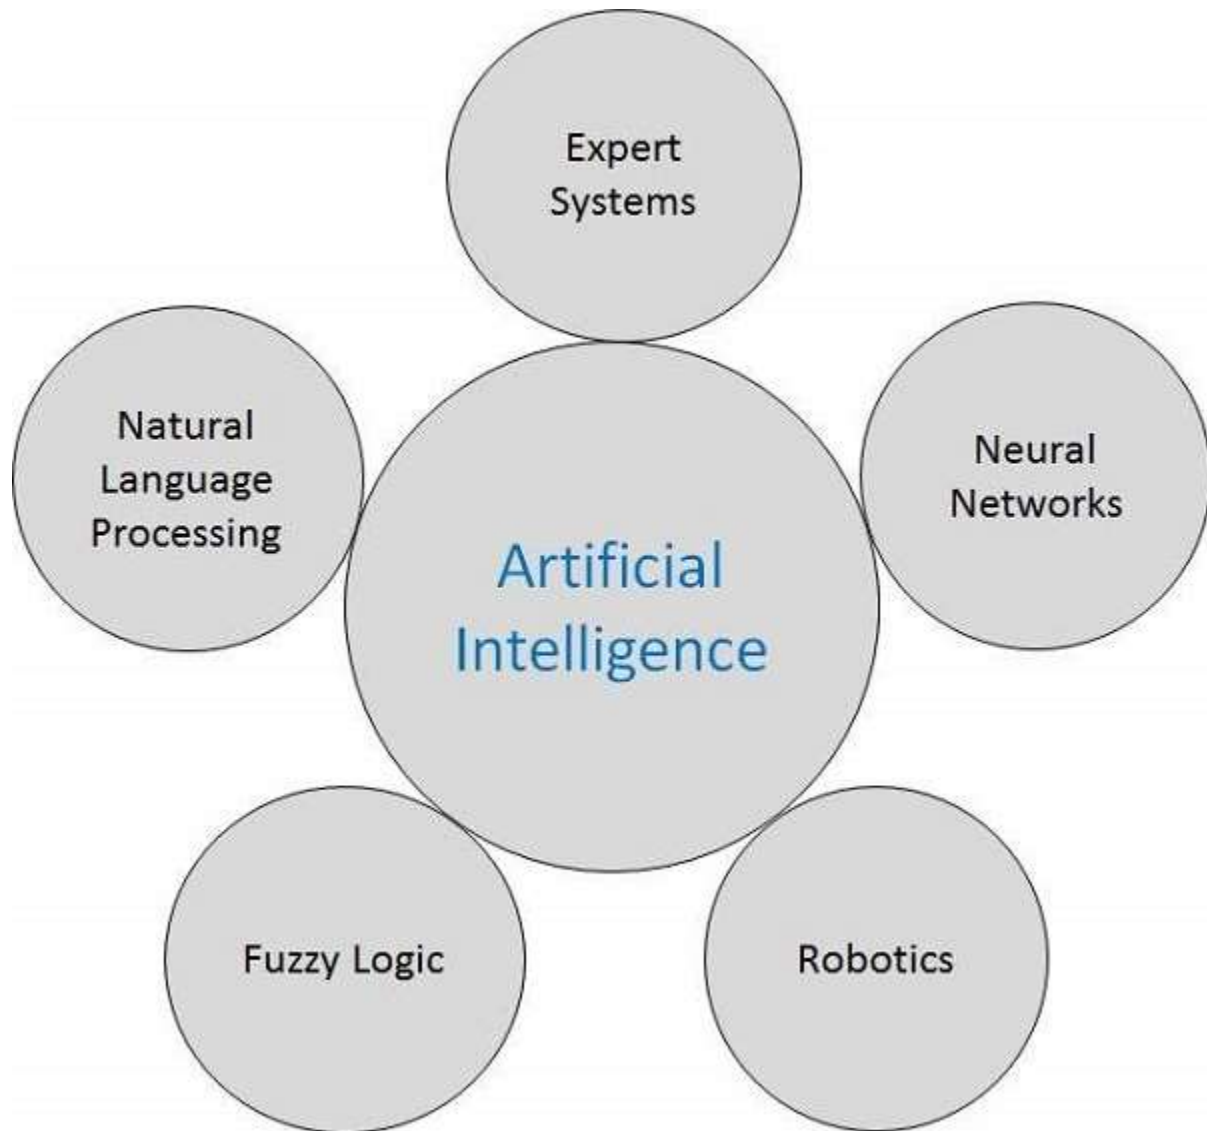 Expert
Systems
Natural
Language
Processing
Neural
Networks
Artificial
Intelligence
Fuzzy Logic
Robotics